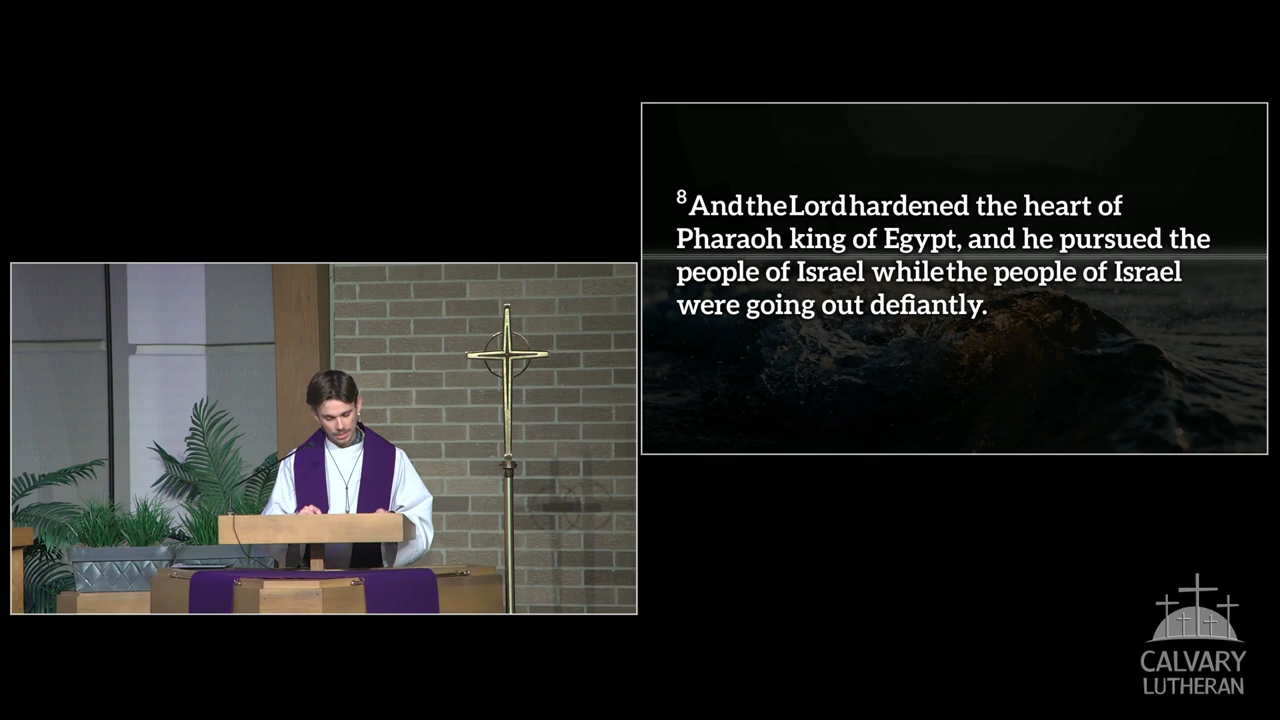 8 And the Lord hardened the heart of
Pharaoh king of Egypt, and he pursued the
people of Israel while the people of Israel
were going out defiantly.
CALVARY
LUTHERAN